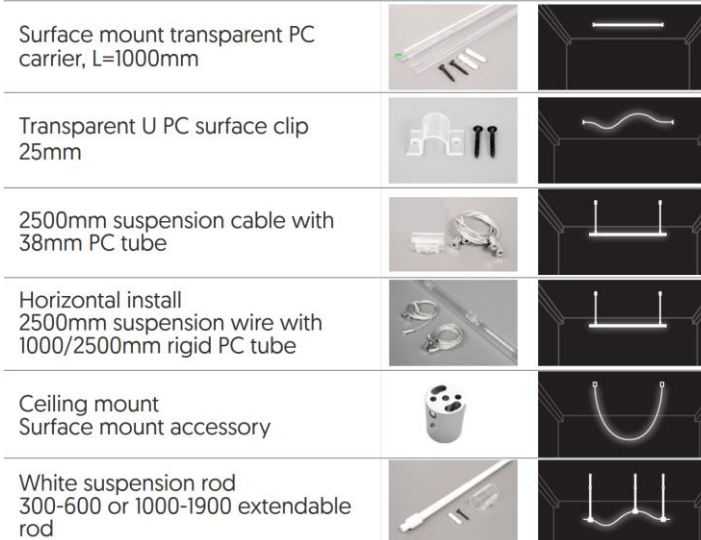 Surface mount transparent PC
carrier, L=1000mm
Transparent U PC surface clip
25mm
2500mm suspension cable with
38mm PC tube
Horizontal install
2500mm suspension wire with
1000/2500mm rigid PC tube
Ceiling mount
Surface mount accessory
White suspension rod
300-600 or 1000-1900 extendable
rod